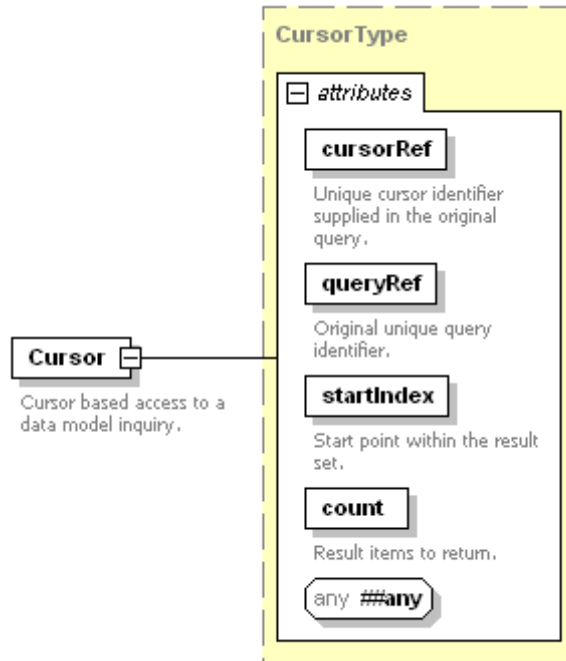 CursorType
attributes
cursorRef
Unique cursor identifier
supplied in the original
query.
queryRef
Original unique query
identifier.
Cursor
Cursor based access to a
data model inquiry.
startIndex
Start point within the result
set.
count
Result items to return.
any ##any